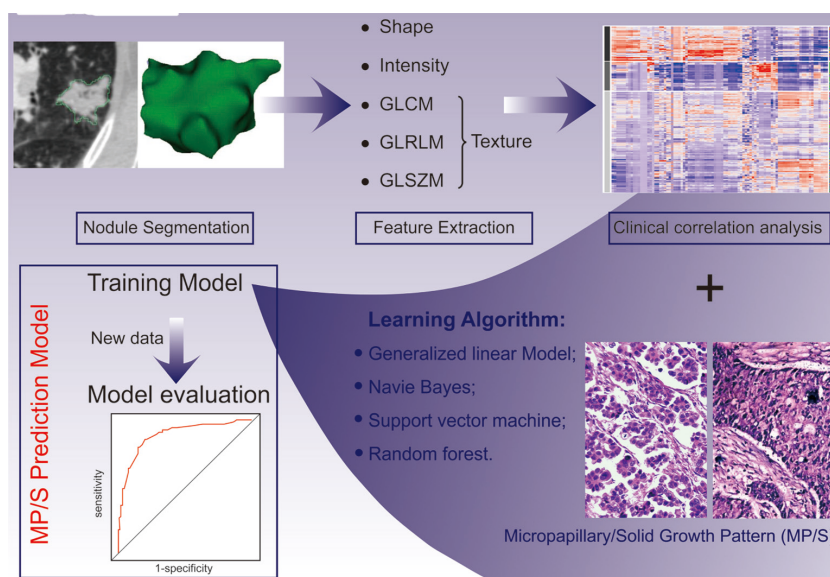 • Shape
• Intensity
• GLCM
• GLRLM
• GLSZM
Texture
Nodule Segmentation
Feature Extraction
Clinical correlation analysis
+
MP/S Prediction Model
Training Model
New data
Model evaluation
sensitivity
1-specificity
Learning Algorithm:
• Generalized linear Model;
• Navie Bayes;
• Support vector machine;
• Random forest.
Micropapillary/Solid Growth Pattern (MP/S